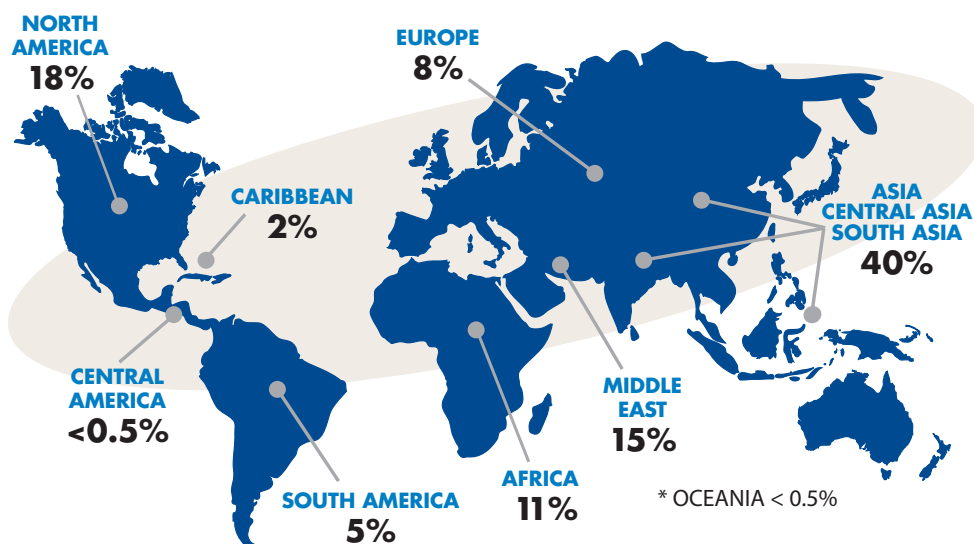 NORTH
AMERICA
18%
EUROPE
8%
CARIBBEAN
2%
ASIA
CENTRAL ASIA
SOUTH ASIA
40%
CENTRAL
AMERICA
<0.5%
MIDDLE
EAST
15%
SOUTH AMERICA
5%
AFRICA
11%
* OCEANIA < 0.5%